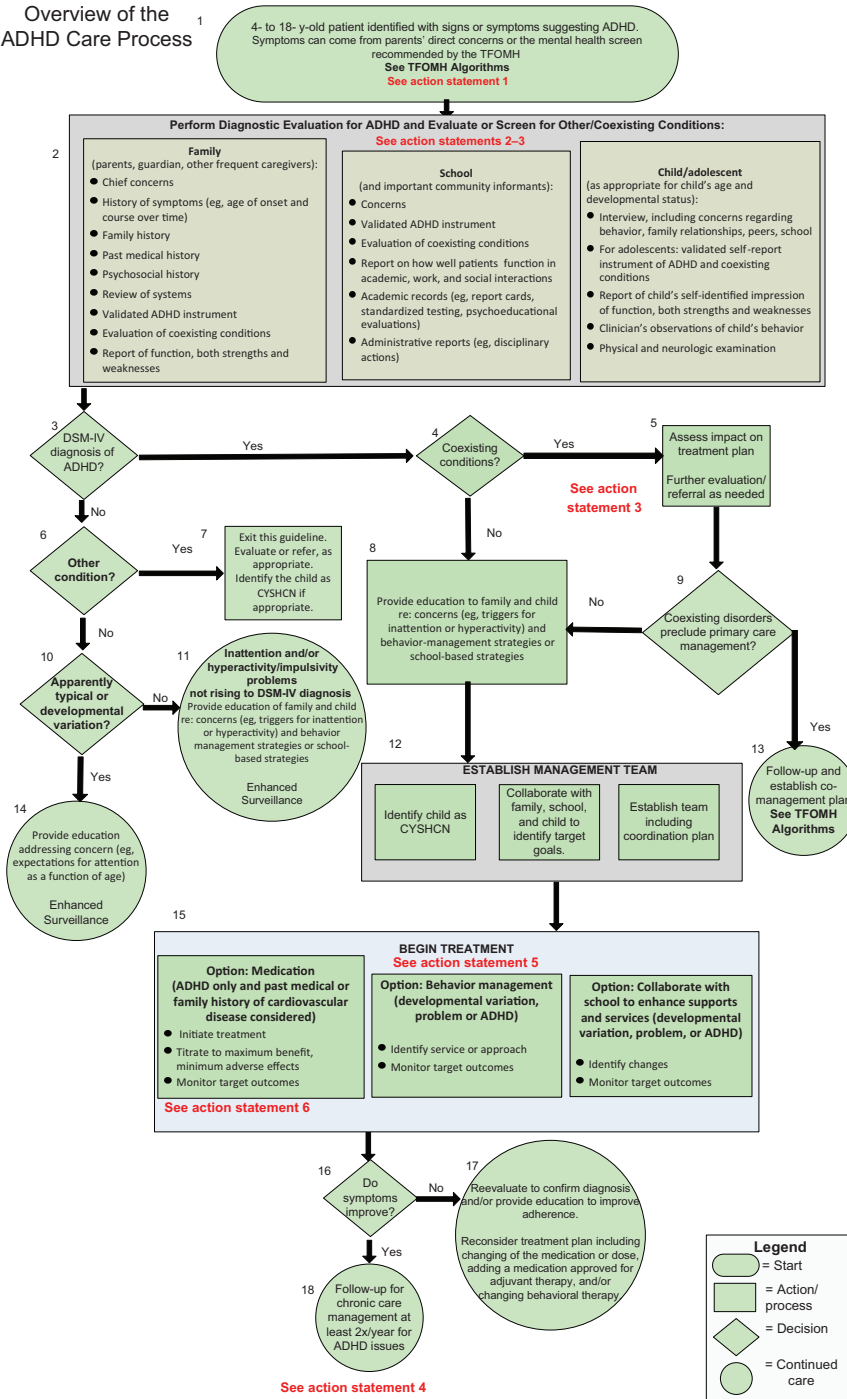 Overview of the
ADHD Care Process
1
4- to 18- y-old patient identified with signs or symptoms suggesting ADHD.
Symptoms can come from parents' direct concerns or the mental health screen
recommended by the TFOMH
See TFOMH Algorithms
See action statement 1
2
Perform Diagnostic Evaluation for ADHD and Evaluate or Screen for Other/Coexisting Conditions:
See action statements 2–3
Family
(parents, guardian, other frequent caregivers):
● Chief concerns
● History of symptoms (eg, age of onset and
course over time)
● Family history
● Past medical history
● Psychosocial history
● Review of systems
● Validated ADHD instrument
● Evaluation of coexisting conditions
● Report of function, both strengths and
weaknesses
School
(and important community informants):
● Concerns
● Validated ADHD instrument
● Evaluation of coexisting conditions
● Report on how well patients function in
academic, work, and social interactions
● Academic records (eg, report cards,
standardized testing, psychoeducational
evaluations)
● Administrative reports (eg, disciplinary
actions)
Child/adolescent
(as appropriate for child's age and
developmental status):
● Interview, including concerns regarding
behavior, family relationships, peers, school
● For adolescents: validated self-report
instrument of ADHD and coexisting
conditions
● Report of child's self-identified impression
of function, both strengths and weaknesses
● Clinician's observations of child's behavior
● Physical and neurologic examination
3
DSM-IV
diagnosis of
ADHD?
Yes
No
4
Coexisting
conditions?
Yes
No
5
Assess impact on
treatment plan
Further evaluation/
referral as needed
See action
statement 3
6
Other
condition?
Yes
No
7
Exit this guideline.
Evaluate or refer, as
appropriate.
Identify the child as
CYSHCN if
appropriate.
8
Provide education to family and child
re: concerns (eg, triggers for
inattention or hyperactivity) and
behavior-management strategies or
school-based strategies
9
Coexisting disorders
preclude primary care
management?
No
Yes
10
Apparently
typical or
developmental
variation?
No
Yes
11
Inattention and/or
hyperactivity/impulsivity
problems
not rising to DSM-IV diagnosis
Provide education of family and child
re: concerns (eg, triggers for inattention
or hyperactivity) and behavior
management strategies or school-
based strategies
Enhanced
Surveillance
12
ESTABLISH MANAGEMENT TEAM
Identify child as
CYSHCN
Collaborate with
family, school,
and child to
identify target
goals.
Establish team
including
coordination plan
13
Follow-up and
establish co-
management plan
See TFOMH
Algorithms
14
Provide education
addressing concern (eg,
expectations for attention
as a function of age)
Enhanced
Surveillance
15
BEGIN TREATMENT
See action statement 5
Option: Medication
(ADHD only and past medical or
family history of cardiovascular
disease considered)
● Initiate treatment
● Titrate to maximum benefit,
minimum adverse effects
● Monitor target outcomes
See action statement 6
Option: Behavior management
(developmental variation,
problem or ADHD)
● Identify service or approach
● Monitor target outcomes
Option: Collaborate with
school to enhance supports
and services (developmental
variation, problem, or ADHD)
● Identify changes
● Monitor target outcomes
16
Do
symptoms
improve?
No
Yes
17
Reevaluate to confirm diagnosis
and/or provide education to improve
adherence.
Reconsider treatment plan including
changing of the medication or dose,
adding a medication approved for
adjuvant therapy, and/or
changing behavioral therapy
18
Follow-up for
chronic care
management at
least 2x/year for
ADHD issues
See action statement 4
Legend
= Start
= Action/
process
= Decision
= Continued
care